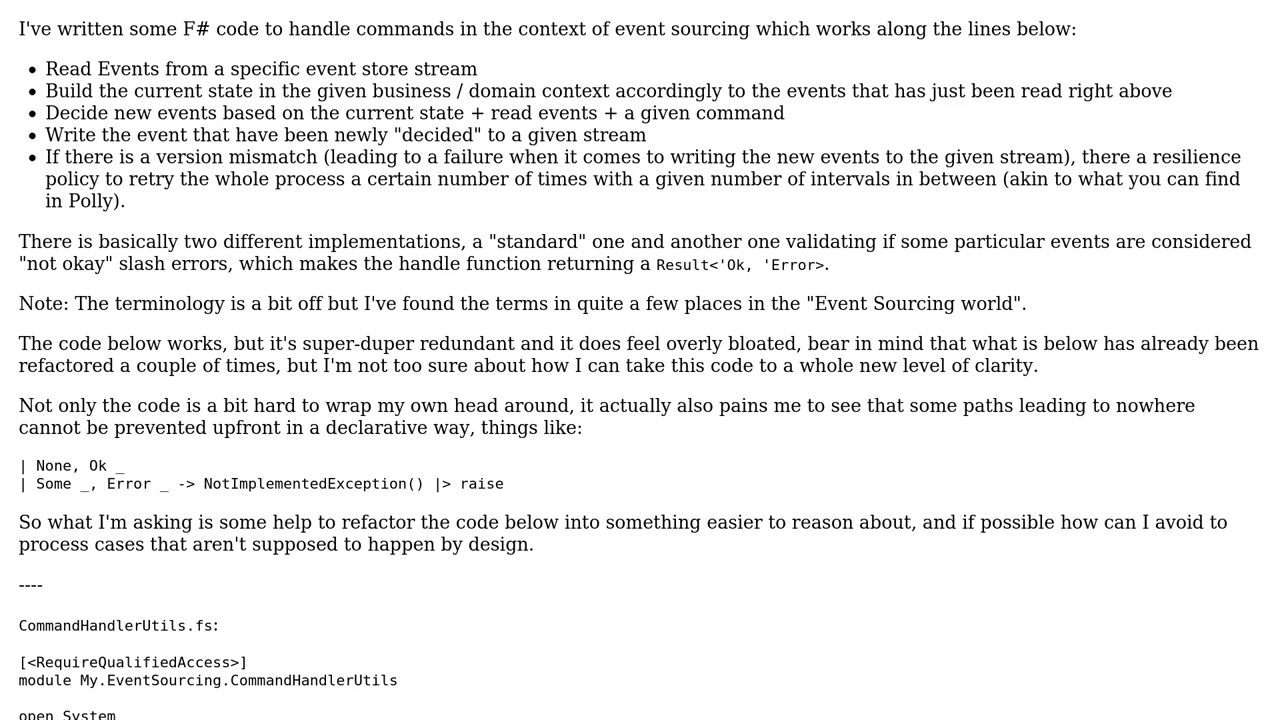 I've written some F# code to handle commands in the context of event sourcing which works along the lines below:
• Read Events from a specific event store stream
• Build the current state in the given business / domain context accordingly to the events that has just been read right above
• Decide new events based on the current state + read events + a given command
• Write the event that have been newly "decided" to a given stream
• If there is a version mismatch (leading to a failure when it comes to writing the new events to the given stream), there a resilience
policy to retry the whole process a certain number of times with a given number of intervals in between (akin to what you can find
in Polly).
There is basically two different implementations, a "standard" one and another one validating if some particular events are considered
"not okay" slash errors, which makes the handle function returning a Result<'Ok, 'Error>.
Note: The terminology is a bit off but I've found the terms in quite a few places in the "Event Sourcing world".
The code below works, but it's super-duper redundant and it does feel overly bloated, bear in mind that what is below has already been
refactored a couple of times, but I'm not too sure about how I can take this code to a whole new level of clarity.
Not only the code is a bit hard to wrap my own head around, it actually also pains me to see that some paths leading to nowhere
cannot be prevented upfront in a declarative way, things like:
| None, Ok _
| Some _, Error _ -> NotImplementedException() |> raise
So what I'm asking is some help to refactor the code below into something easier to reason about, and if possible how can I avoid to
process cases that aren't supposed to happen by design.
----
CommandHandlerUtils.fs:
[<RequireQualifiedAccess>]
module My.EventSourcing.CommandHandlerUtils
open System